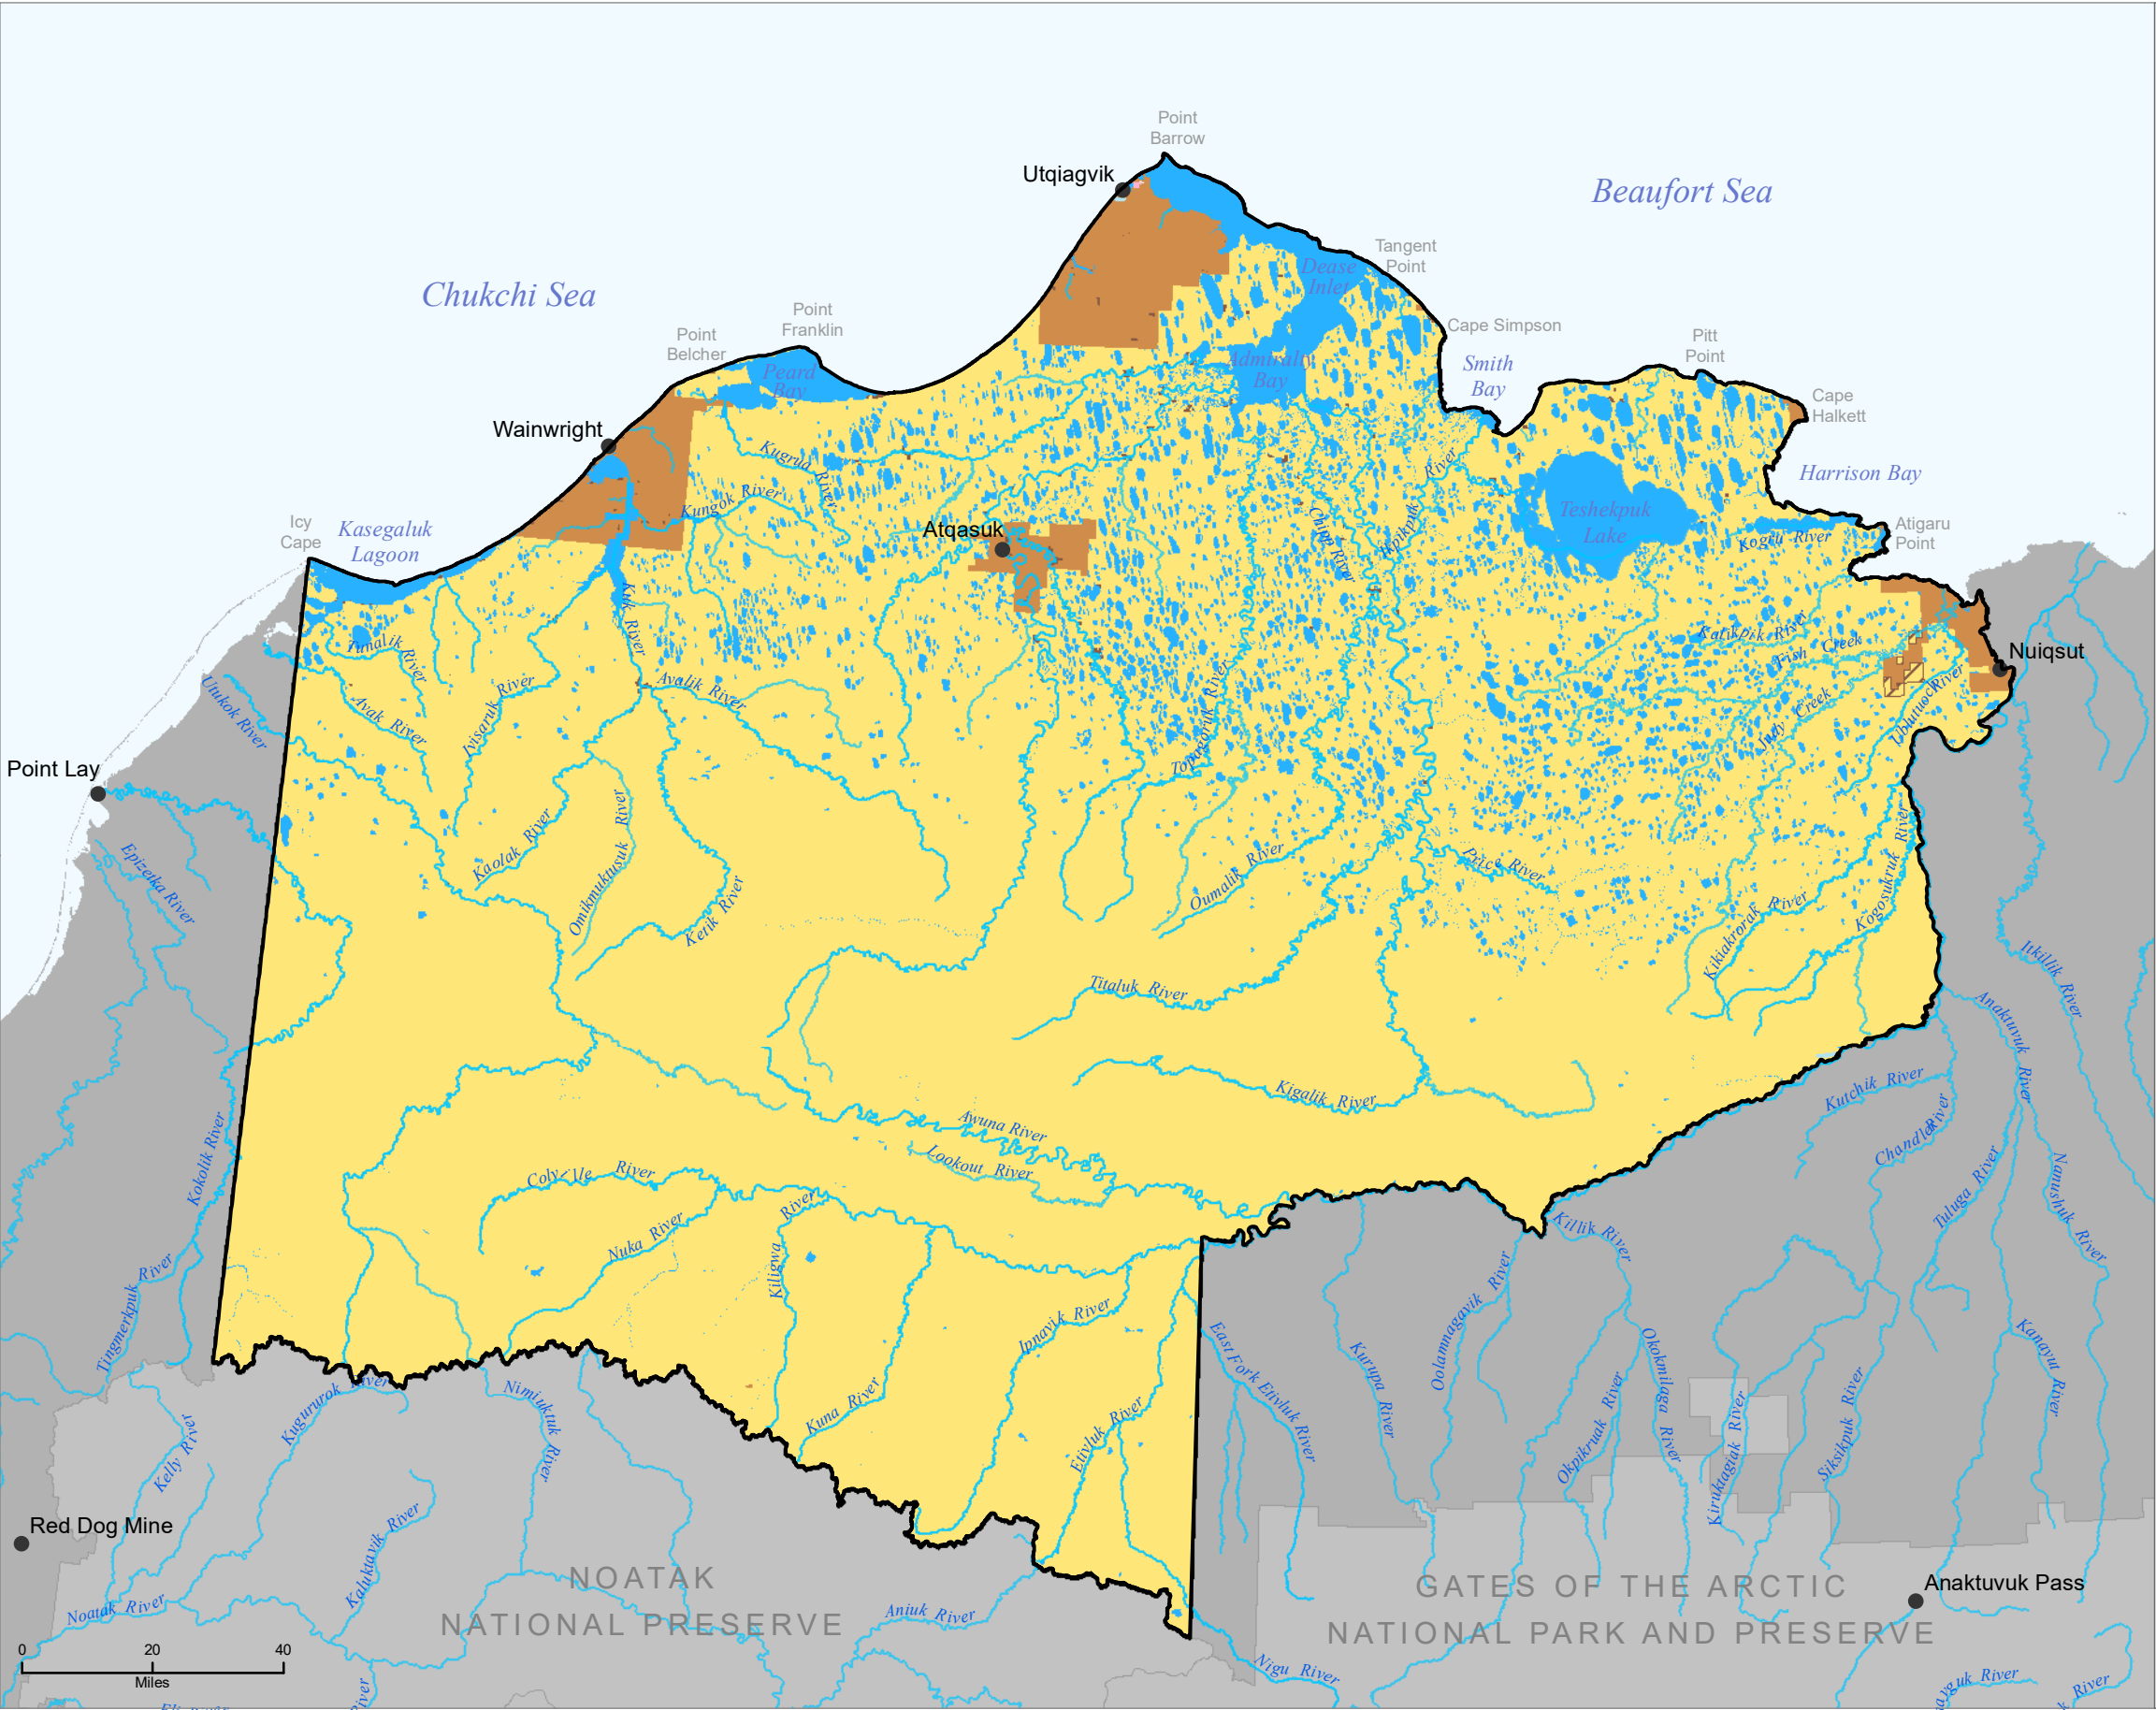 Point
Barrow
Utqiagvik
Beaufort Sea
Chukchi Sea
Tangent
Point
Dease
Inlet
Point
Franklin
Point
Belcher
Cape Simpson
Pitt
Point
Smith
Bay
Admiralty
Bay
Peard
Bay
Cape
Halkett
Wainwright
Harrison Bay
Kugrua River
Kungok River
Icy
Cape
Kasegaluk
Lagoon
Atqasuk
Teshekpuk
Lake
Chipp River
Ikpikpuk River
Kogru River
Atigaru
Point
Kuk River
Tunalik River
Kalikpik River
Fish Creek
Nuiqsut
Utukok River
Avak River
Ivisaruk River
Avalik River
Topagoruk River
Judy Creek
Ublutuoch River
Point Lay
Kaolak River
Omikmuktusuk River
Ketik River
Oumalik River
Price River
Kikiakrorak River
Kogosukruk River
Epizetka River
Itkillik River
Titaluk River
Anaktuvuk River
Kigalik River
Kutchik River
Chandler River
Awuna River
Lookout River
Kokolik River
Colville River
Nuka River
Kiligwa River
Killik River
Tuluga River
Nanushuk River
Tingmerkpuk River
Ipnavik River
East Fork Etivluk River
Kurupa River
Oolamnagavik River
Okokmilaga River
Kanayut River
Kuna River
Etivluk River
Okpikruak River
Kiruktagiak River
Siksikpuk River
Kugururok River
Nimiuktuk River
Kelly River
Kaluktavik River
Red Dog Mine
NOATAK
NATIONAL PRESERVE
GATES OF THE ARCTIC
NATIONAL PARK AND PRESERVE
Anaktuvuk Pass
Noatak River
Aniuk River
Nigu River
0 20 40
Miles
River
River
River